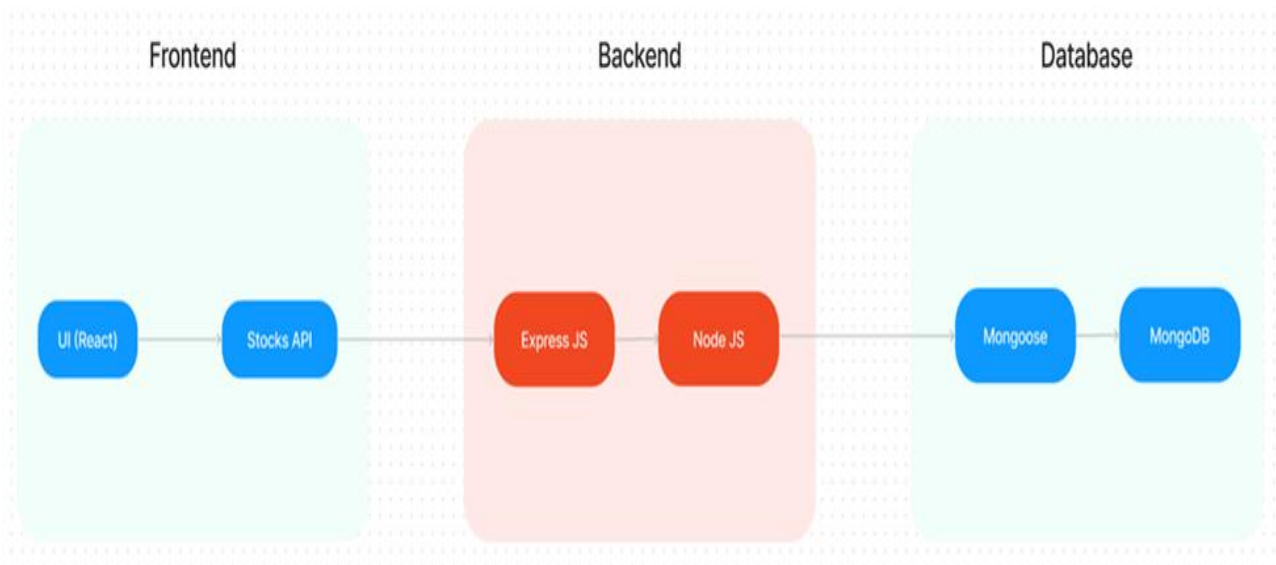 Frontend
Backend
Database
UI (React)
Stocks API
Express JS
Node JS
Mongoose
MongoDB